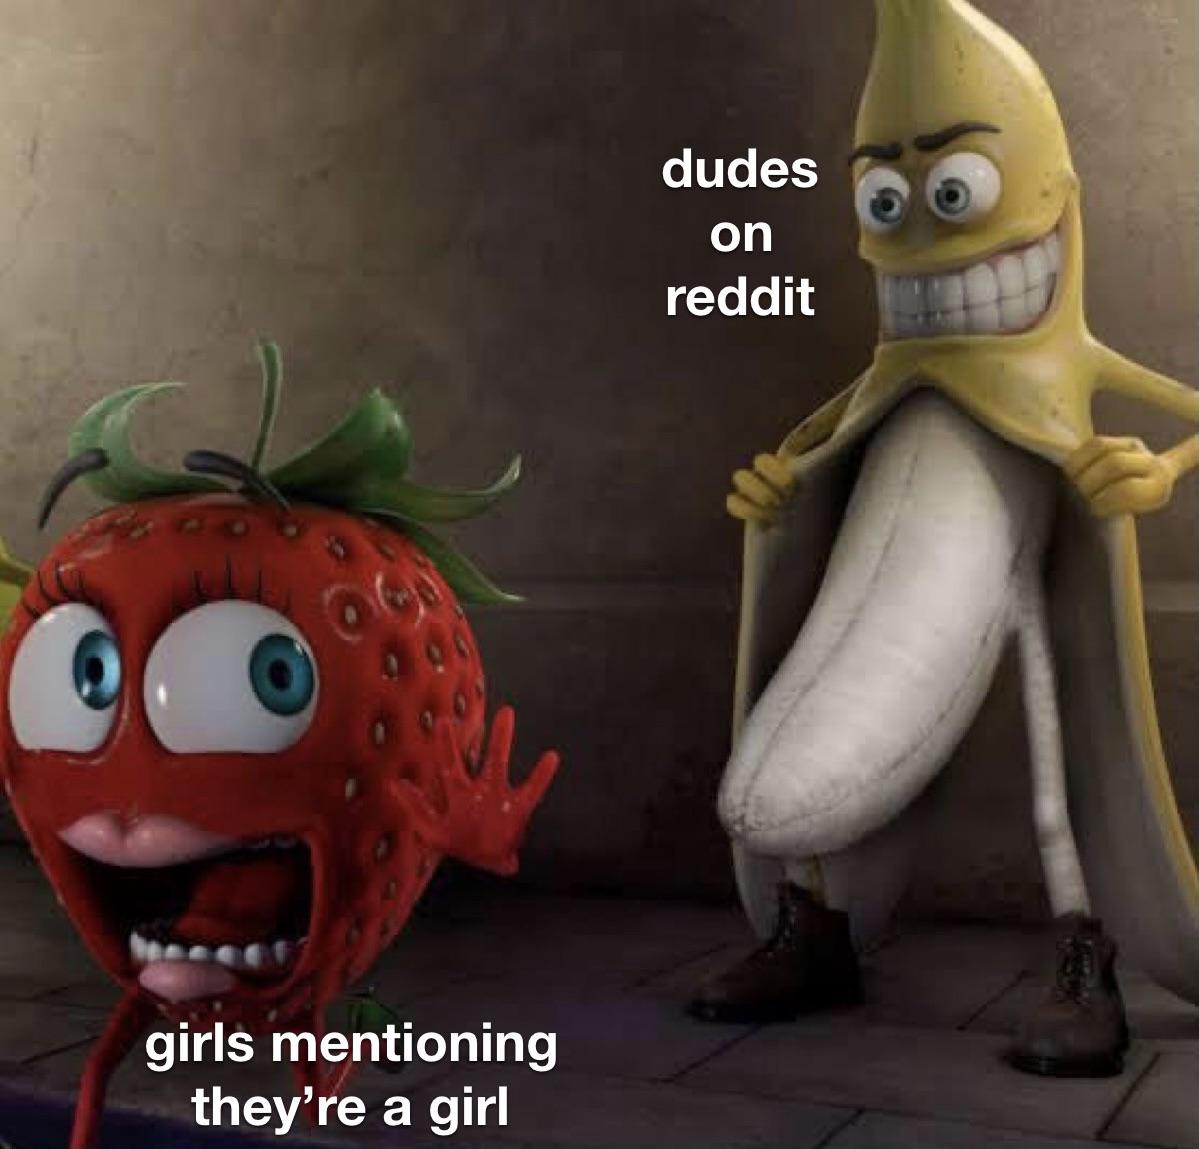 dudes
on
reddit
girls mentioning
they’re a girl